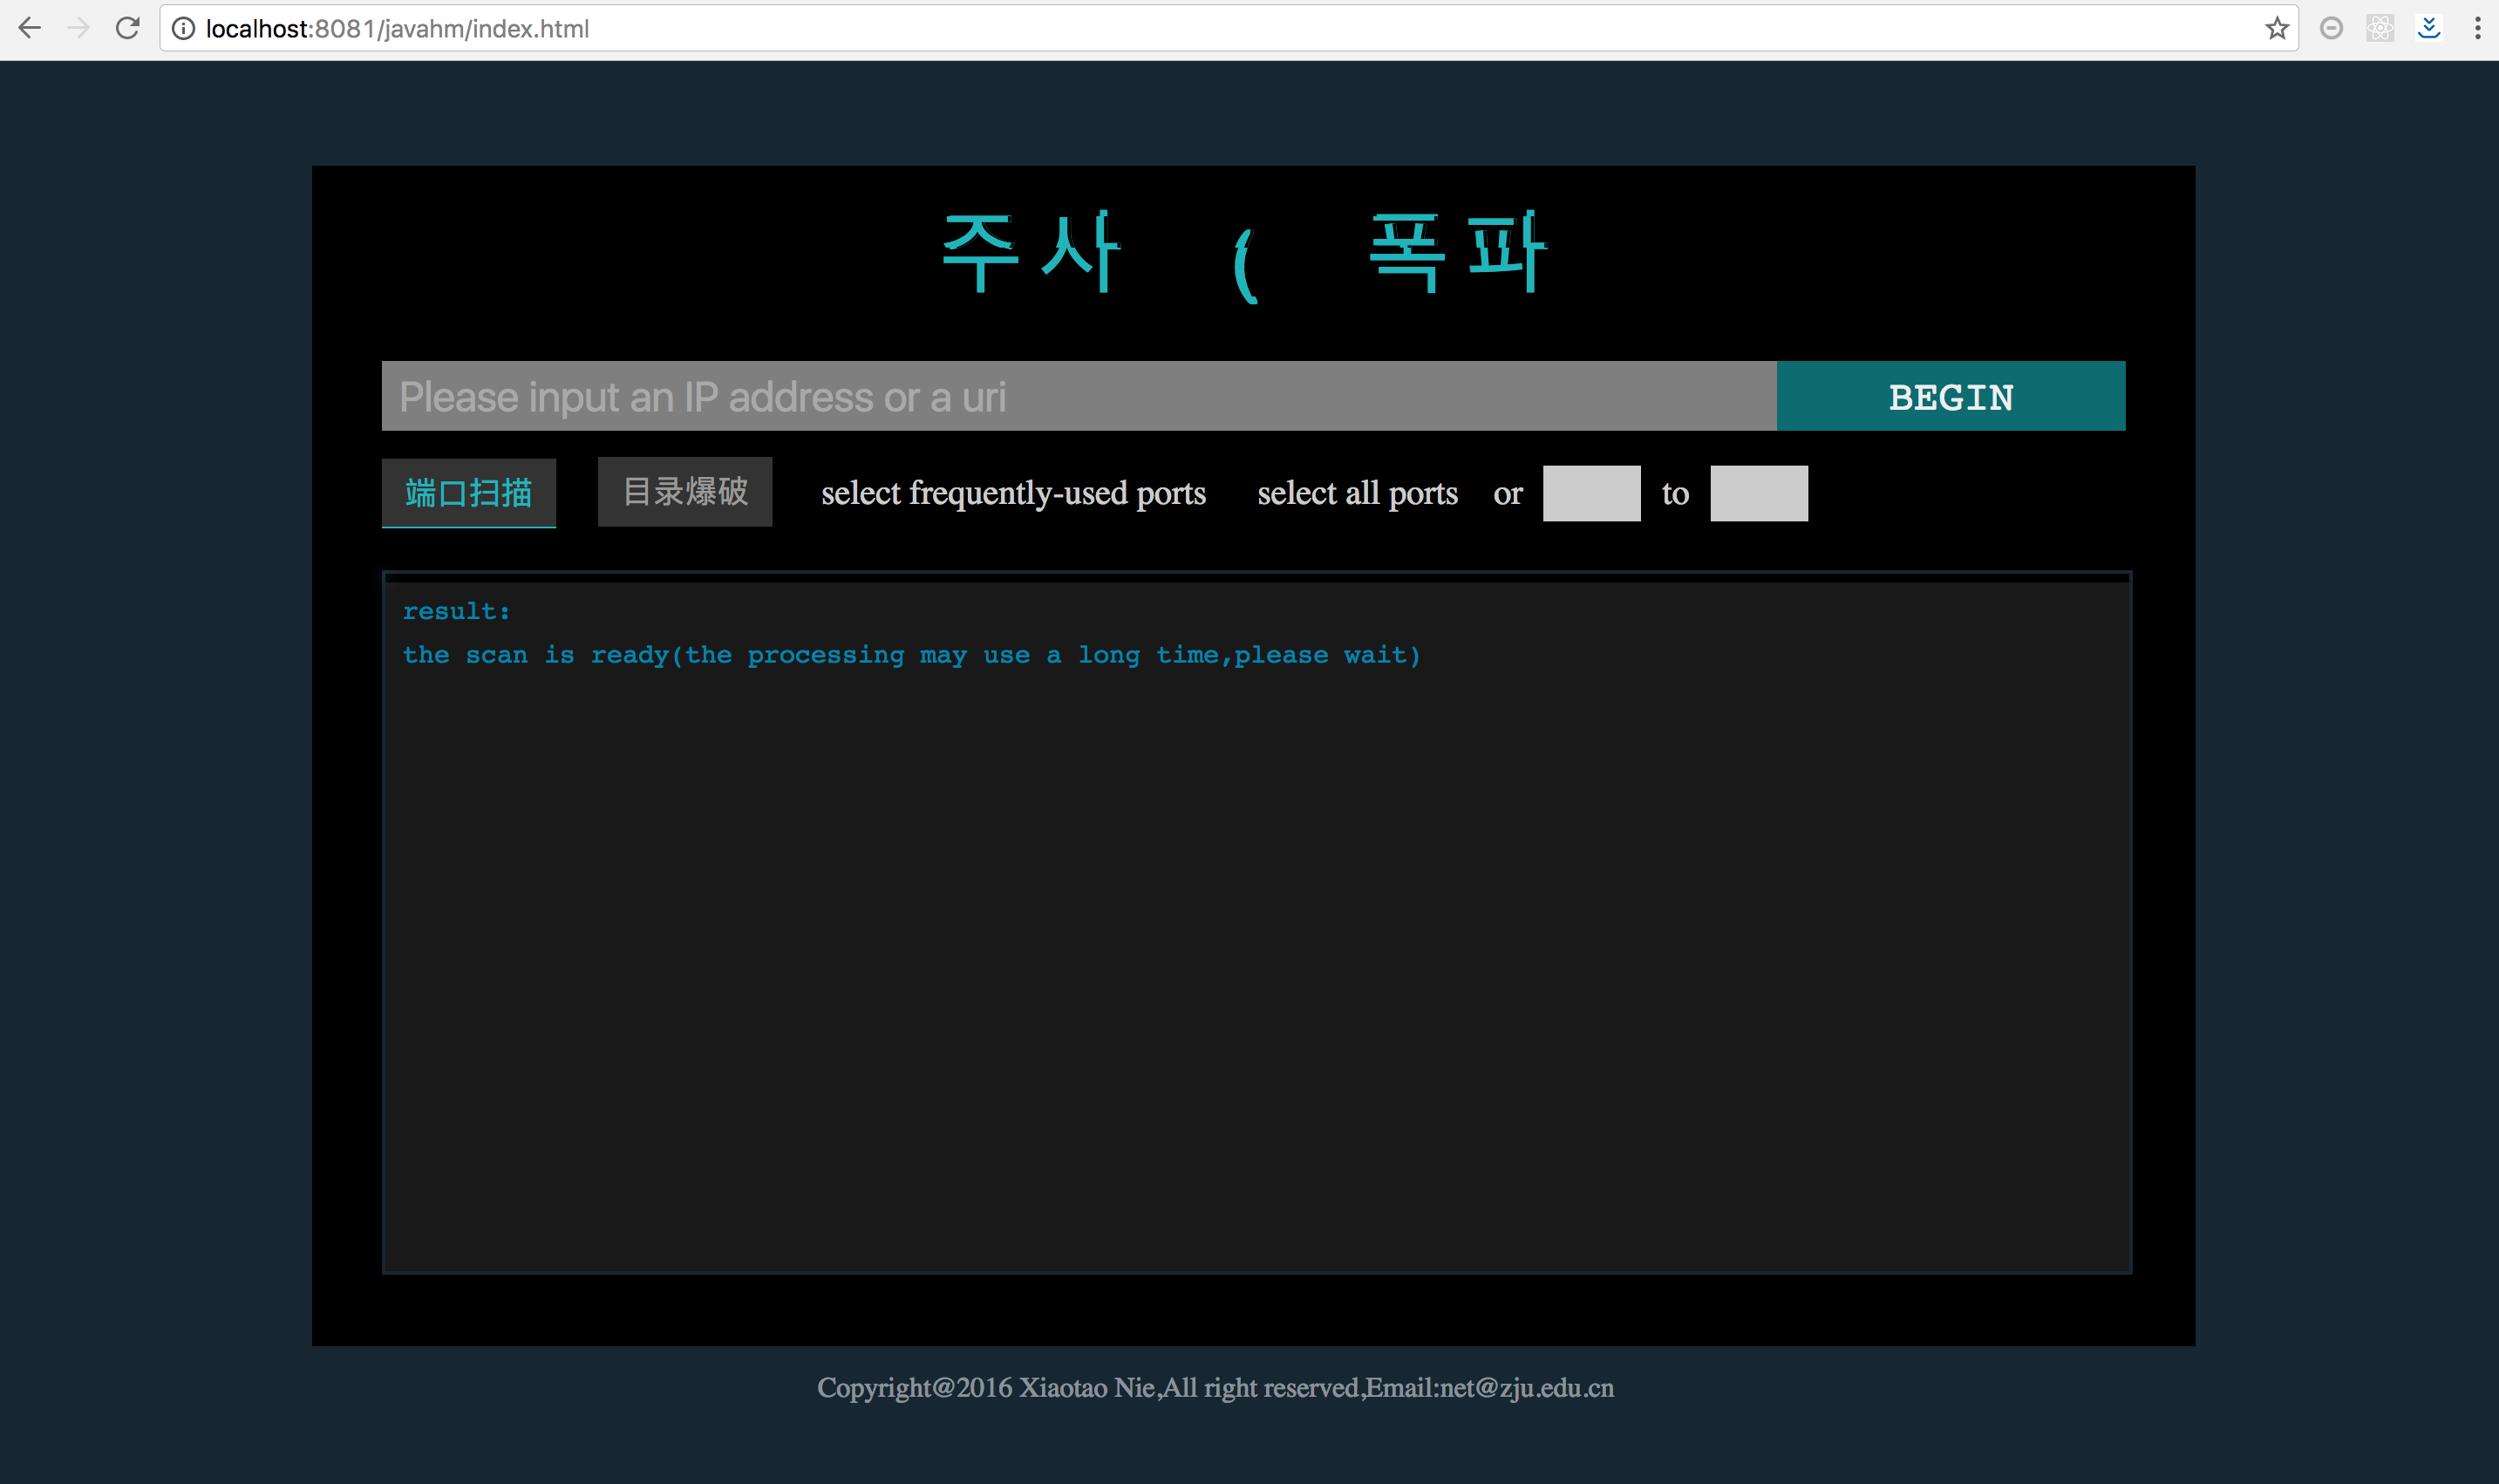 localhost:8081/javahm/index.html
주사 ( 폭파
Please input an IP address or a uri BEGIN
端口扫描 目录爆破 select frequently-used ports select all ports or to
result:
the scan is ready(the processing may use a long time,please wait)
Copyright@2016 Xiaotao Nie,All right reserved,Email:net@zju.edu.cn